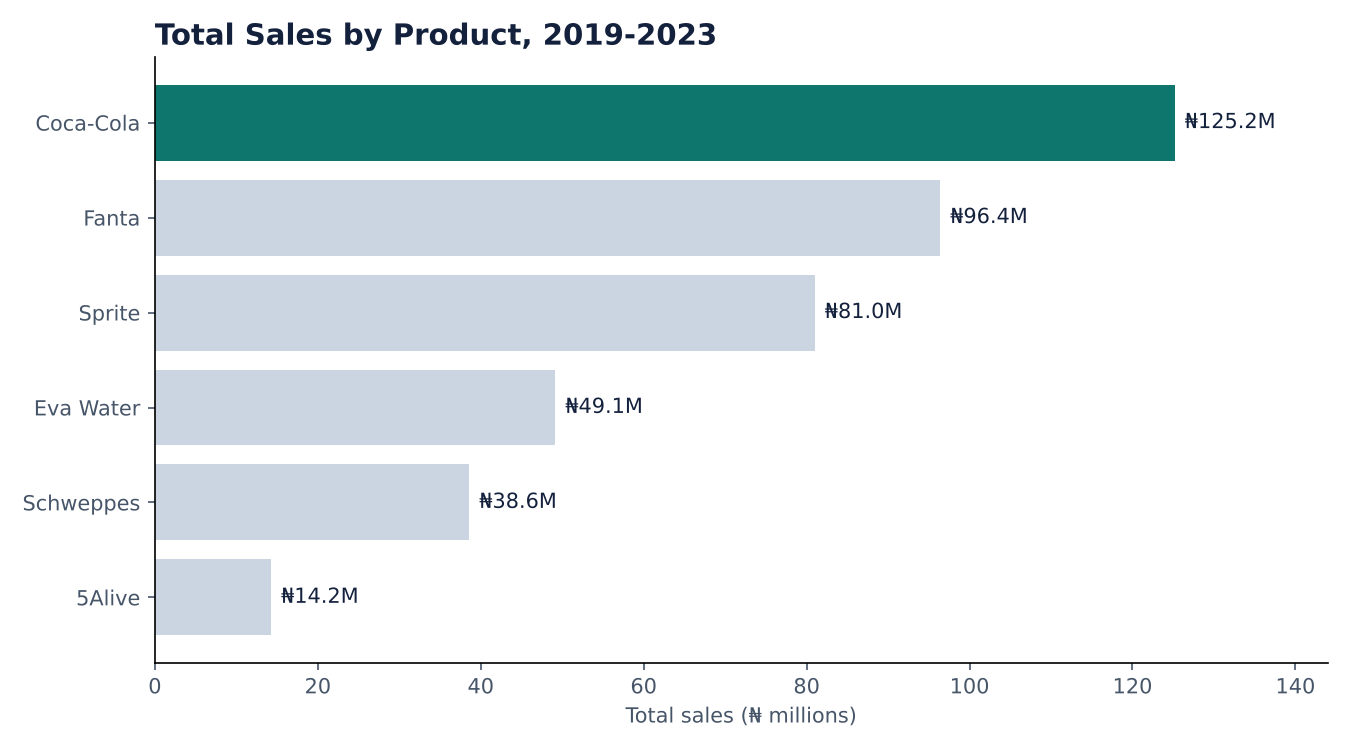 Total Sales by Product, 2019-2023
Coca-Cola ₦125.2M
Fanta ₦96.4M
Sprite ₦81.0M
Eva Water ₦49.1M
Schweppes ₦38.6M
5Alive ₦14.2M
0 20 40 60 80 100 120 140
Total sales (₦ millions)